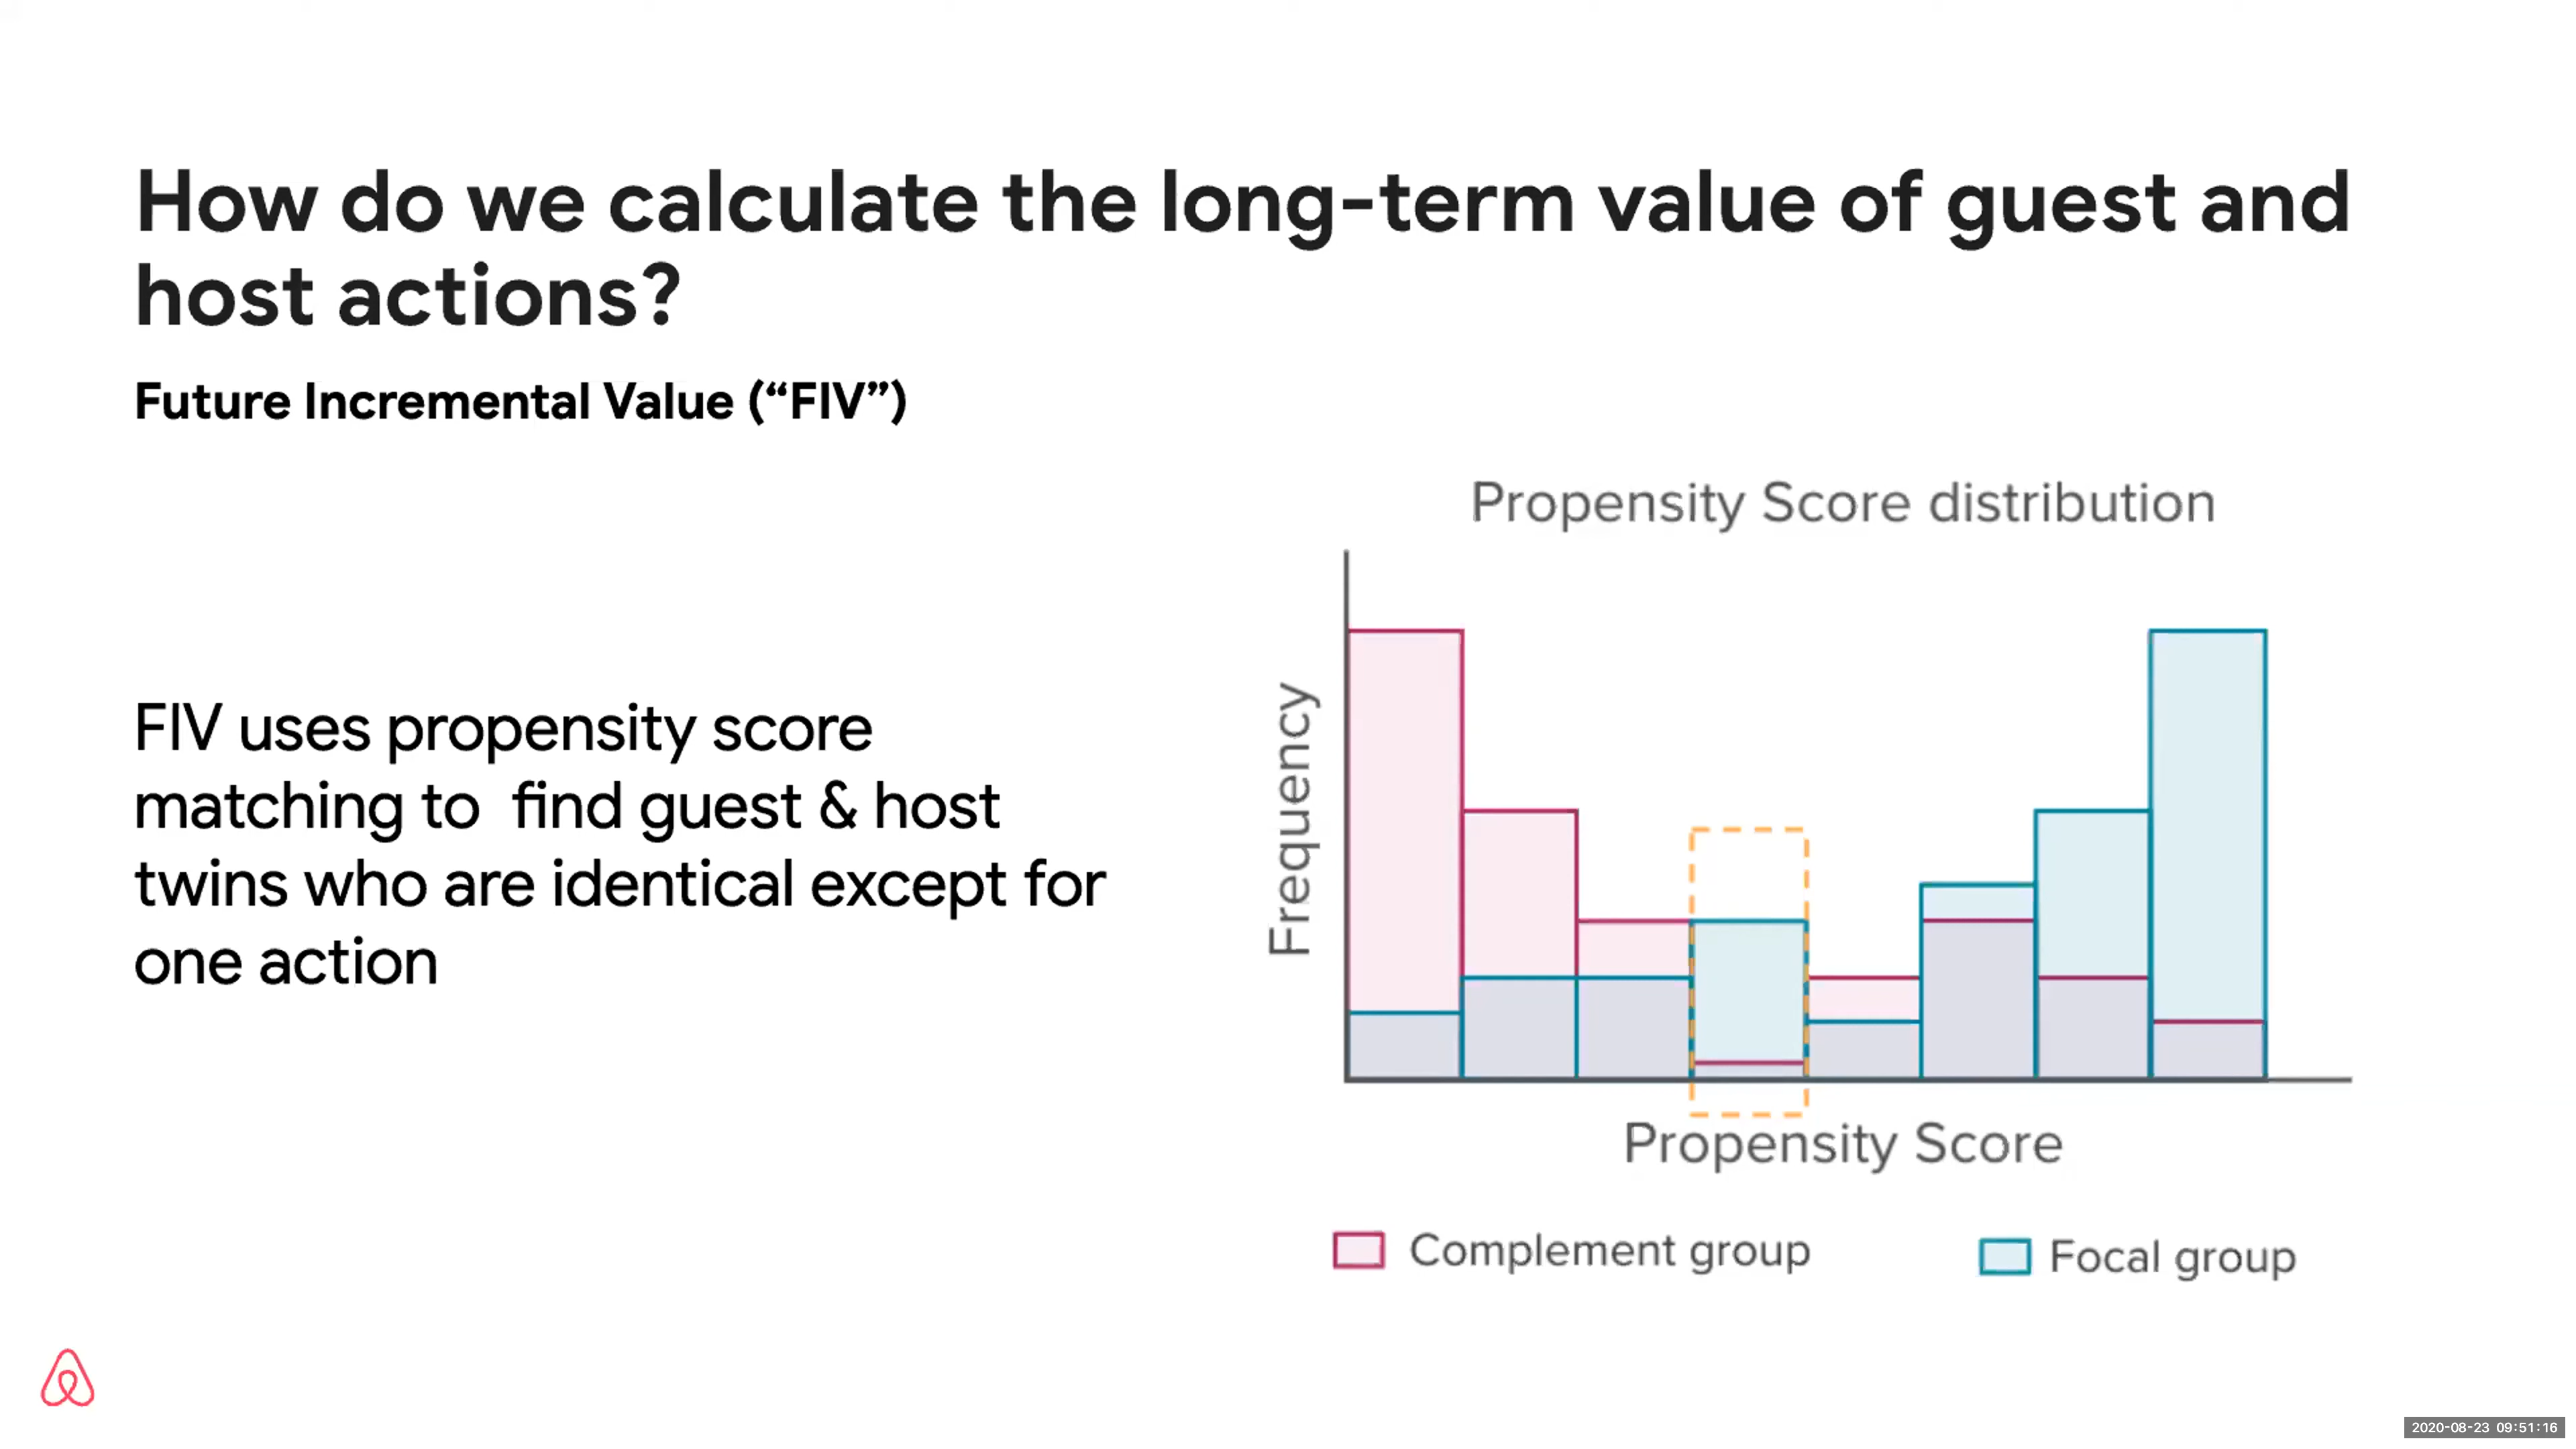 How do we calculate the long-term value of guest and
host actions?
Future Incremental Value (“FIV”)
FIV uses propensity score
matching to  find guest & host
twins who are identical except for
one action
Propensity Score distribution
Frequency
Propensity Score
Complement group
Focal group
2020-08-23 09:51:16